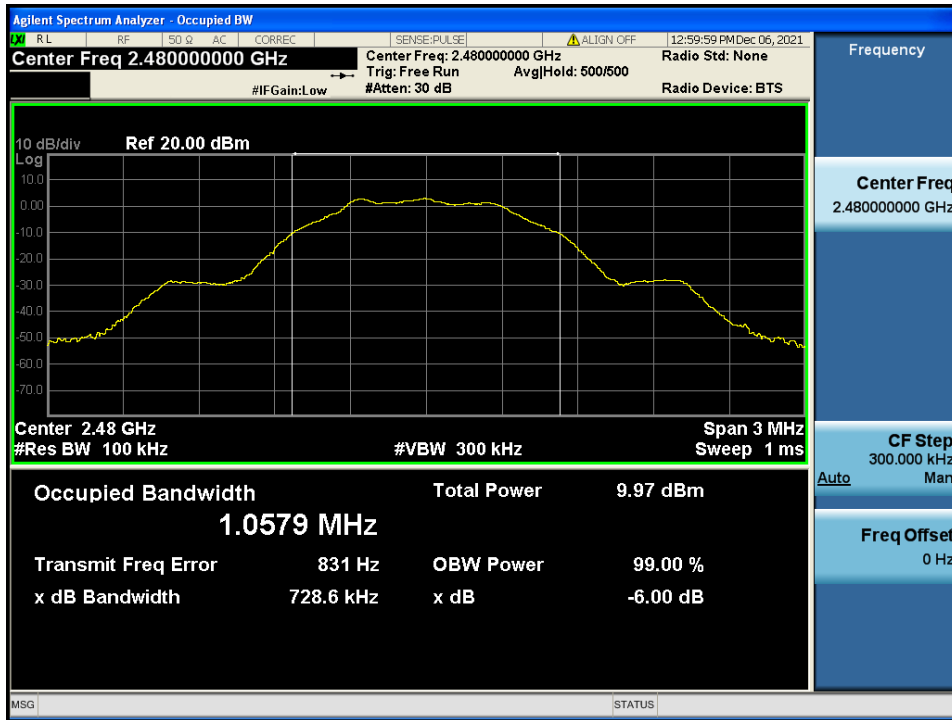 Agilent Spectrum Analyzer - Occupied BW
LXI RL RF 50 Ω AC CORREC SENSE:PULSE ALIGN OFF 12:59:59 PM Dec 06, 2021
Center Freq 2.480000000 GHz
#IFGain:Low
Center Freq: 2.480000000 GHz
Trig: Free Run Avg|Hold: 500/500
#Atten: 30 dB
Radio Std: None
Radio Device: BTS
10 dB/div Ref 20.00 dBm
Log
10.0
0.00
-10.0
-20.0
-30.0
-40.0
-50.0
-60.0
-70.0
Center 2.48 GHz Span 3 MHz
#Res BW 100 kHz #VBW 300 kHz Sweep 1 ms
Occupied Bandwidth Total Power 9.97 dBm
1.0579 MHz
Transmit Freq Error 831 Hz OBW Power 99.00 %
x dB Bandwidth 728.6 kHz x dB -6.00 dB
MSG STATUS
Frequency
Center Freq
2.480000000 GHz
CF Step
300.000 kHz
Auto Man
Freq Offset
0 Hz